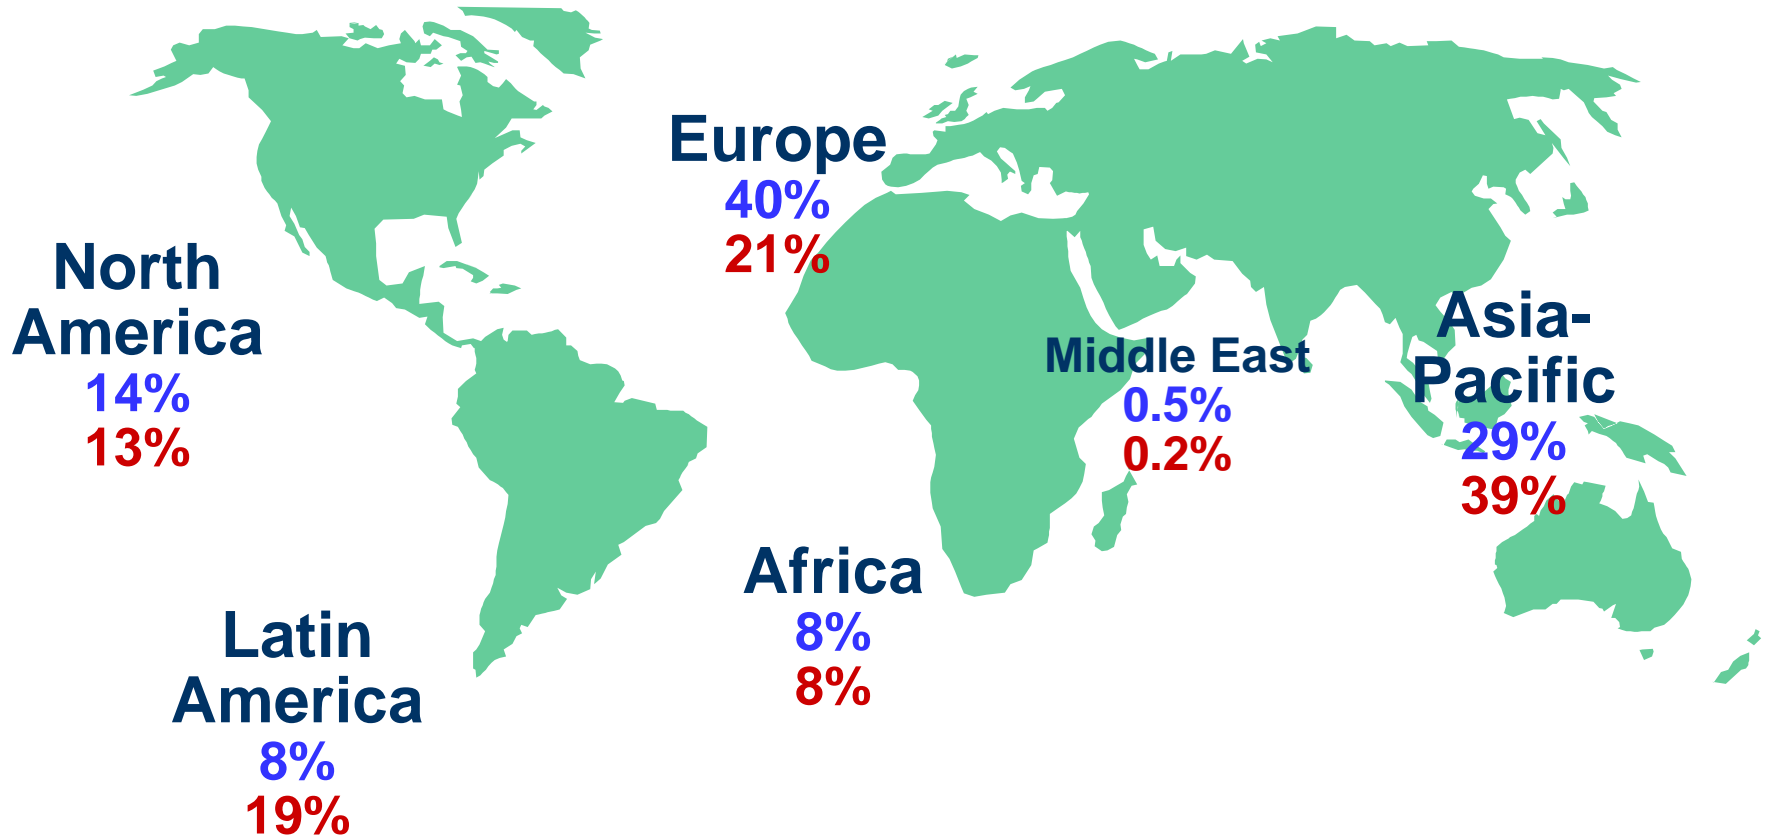 Europe
40%
21%
North
America
14%
13%
Asia-
Pacific
29%
39%
Middle East
0.5%
0.2%
Africa
8%
8%
Latin
America
8%
19%